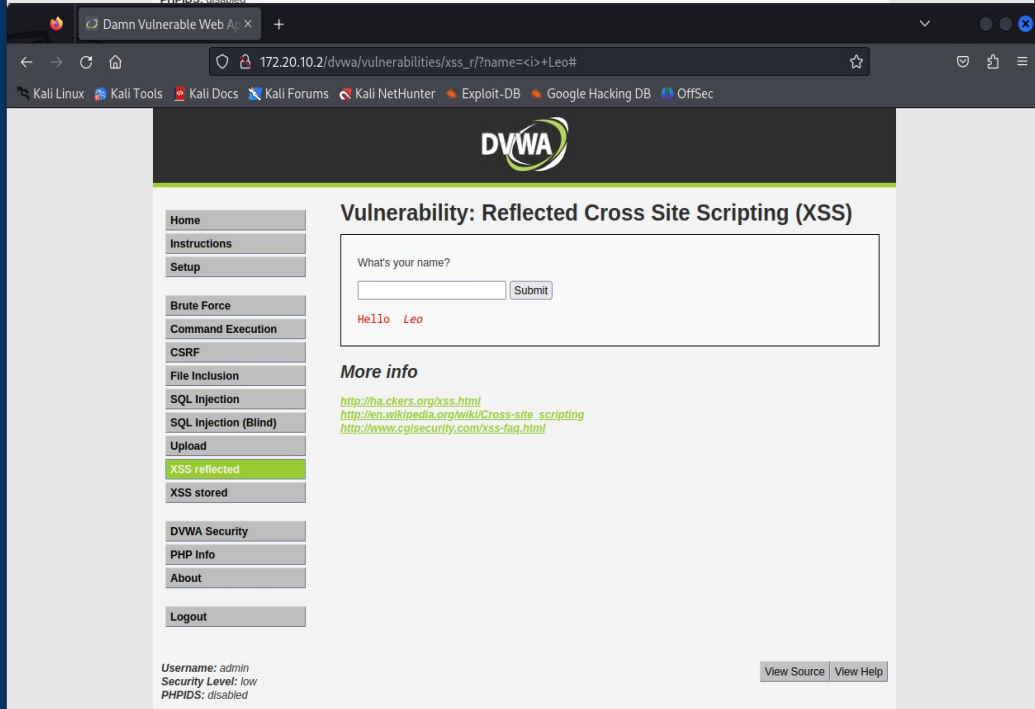 PHPIDS: disabled
Damn Vulnerable Web Ap
172.20.10.2/dvwa/vulnerabilities/xss_r/?name=<i>+Leo#
Kali Linux Kali Tools Kali Docs Kali Forums Kali NetHunter Exploit-DB Google Hacking DB OffSec
DVWA
Home
Instructions
Setup
Brute Force
Command Execution
CSRF
File Inclusion
SQL Injection
SQL Injection (Blind)
Upload
XSS reflected
XSS stored
DVWA Security
PHP Info
About
Logout
Vulnerability: Reflected Cross Site Scripting (XSS)
What's your name?
Submit
Hello Leo
More info
http://ha.ckers.org/xss.html
http://en.wikipedia.org/wiki/Cross-site_scripting
http://www.cgisecurity.com/xss-faq.html
Username: admin
Security Level: low
PHPIDS: disabled
View Source View Help